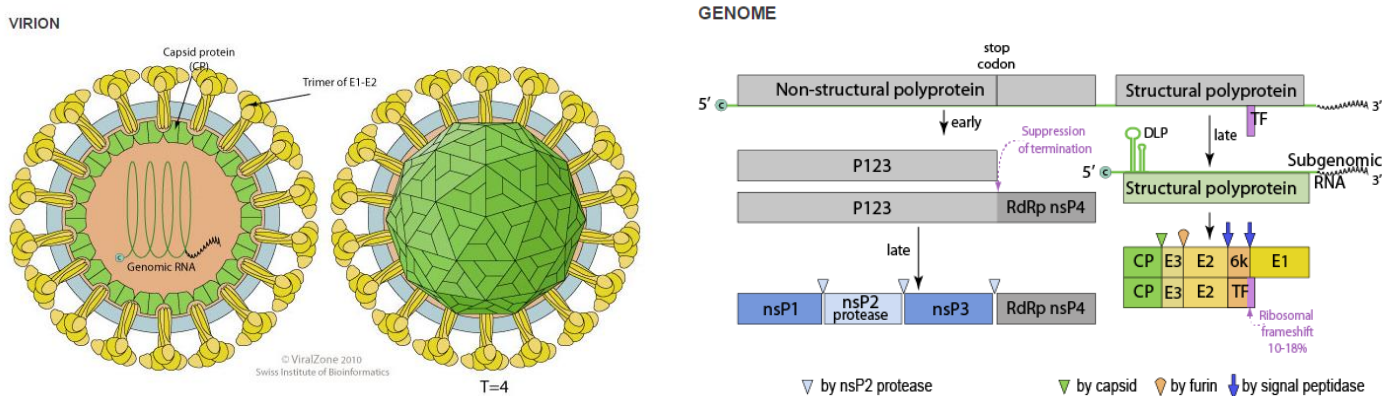 VIRION
Capsid protein
(CP)
Trimer of E1-E2
C
Genomic RNA
© ViralZone 2010
Swiss Institute of Bioinformatics
T=4
GENOME
stop
codon
Non-structural polyprotein
Structural polyprotein
5' C
3'
TF
early
late
Suppression
of termination
DLP
P123
5' C
Subgenomic
RNA
3'
Structural polyprotein
P123
RdRp nsP4
late
CP E3 E2 6k E1
CP E3 E2 TF
nsP1
nsP2
protease
nsP3
RdRp nsP4
Ribosomal
frameshift
10-18%
by nsP2 protease
by capsid
by furin
by signal peptidase